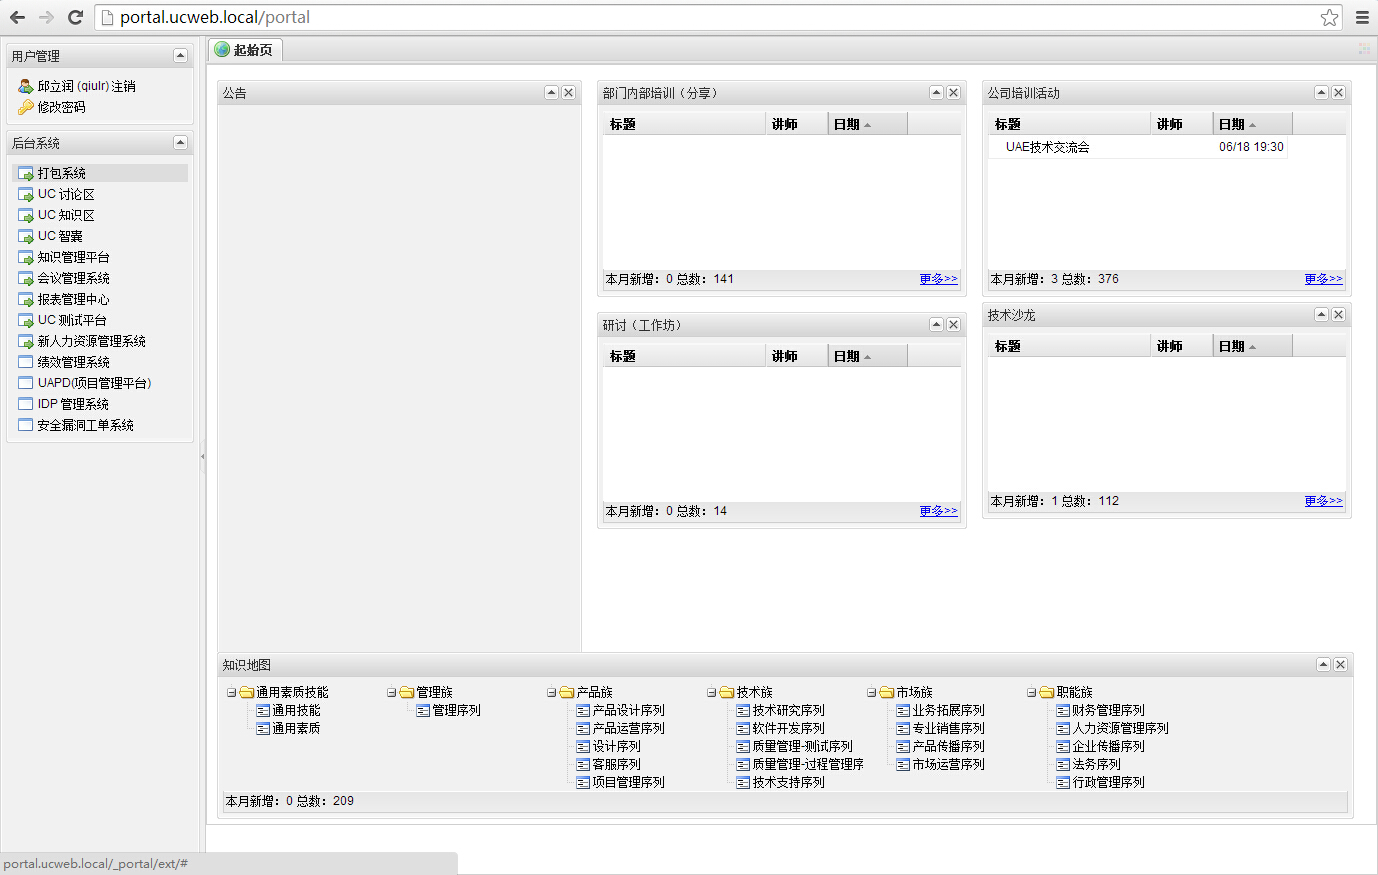 portal.ucweb.local/portal
用户管理
邱立润 (qiulr) 注销
修改密码
后台系统
打包系统
UC 讨论区
UC 知识区
UC 智囊
知识管理平台
会议管理系统
报表管理中心
UC 测试平台
新人力资源管理系统
绩效管理系统
UAPD(项目管理平台)
IDP 管理系统
安全漏洞工单系统
起始页
公告
部门内部培训（分享）
标题 讲师 日期
本月新增：0 总数：141 更多>>
公司培训活动
标题 讲师 日期
UAE技术交流会 06/18 19:30
本月新增：3 总数：376 更多>>
研讨（工作坊）
标题 讲师 日期
本月新增：0 总数：14 更多>>
技术沙龙
标题 讲师 日期
本月新增：1 总数：112 更多>>
知识地图
通用素质技能
通用技能
通用素质
管理族
管理序列
产品族
产品设计序列
产品运营序列
设计序列
客服序列
项目管理序列
技术族
技术研究序列
软件开发序列
质量管理-测试序列
质量管理-过程管理序
技术支持序列
市场族
业务拓展序列
专业销售序列
产品传播序列
市场运营序列
职能族
财务管理序列
人力资源管理序列
企业传播序列
法务序列
行政管理序列
本月新增：0 总数：209
portal.ucweb.local/_portal/ext/#